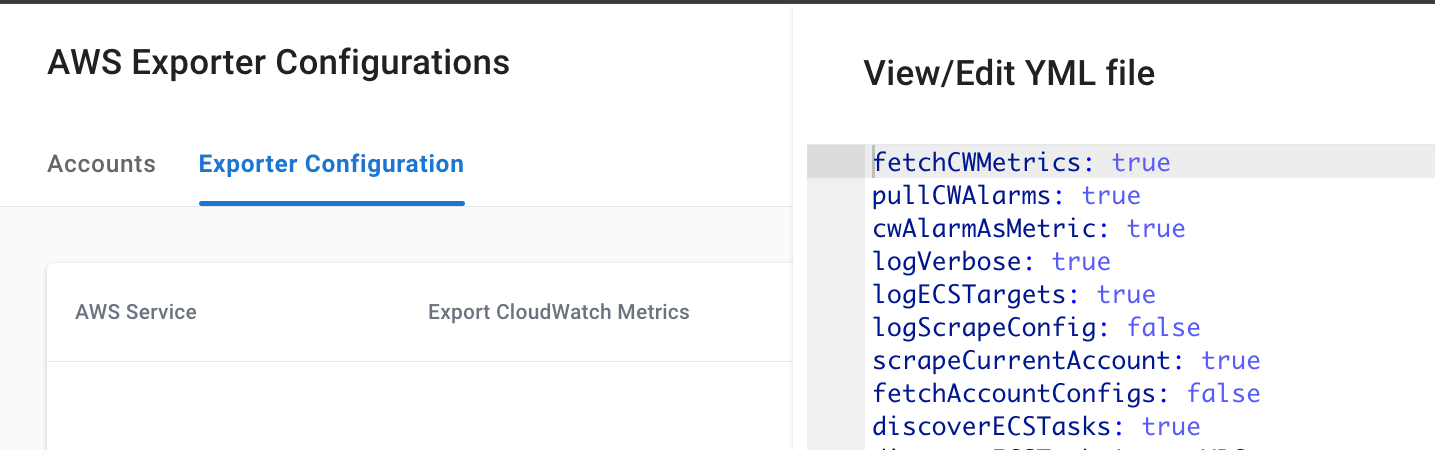 AWS Exporter Configurations
Accounts
Exporter Configuration
AWS Service
Export CloudWatch Metrics
View/Edit YML file
fetchCWMetrics: true
pullCWAlarms: true
cwAlarmAsMetric: true
logVerbose: true
logECSTargets: true
logScrapeConfig: false
scrapeCurrentAccount: true
fetchAccountConfigs: false
discoverECSTasks: true